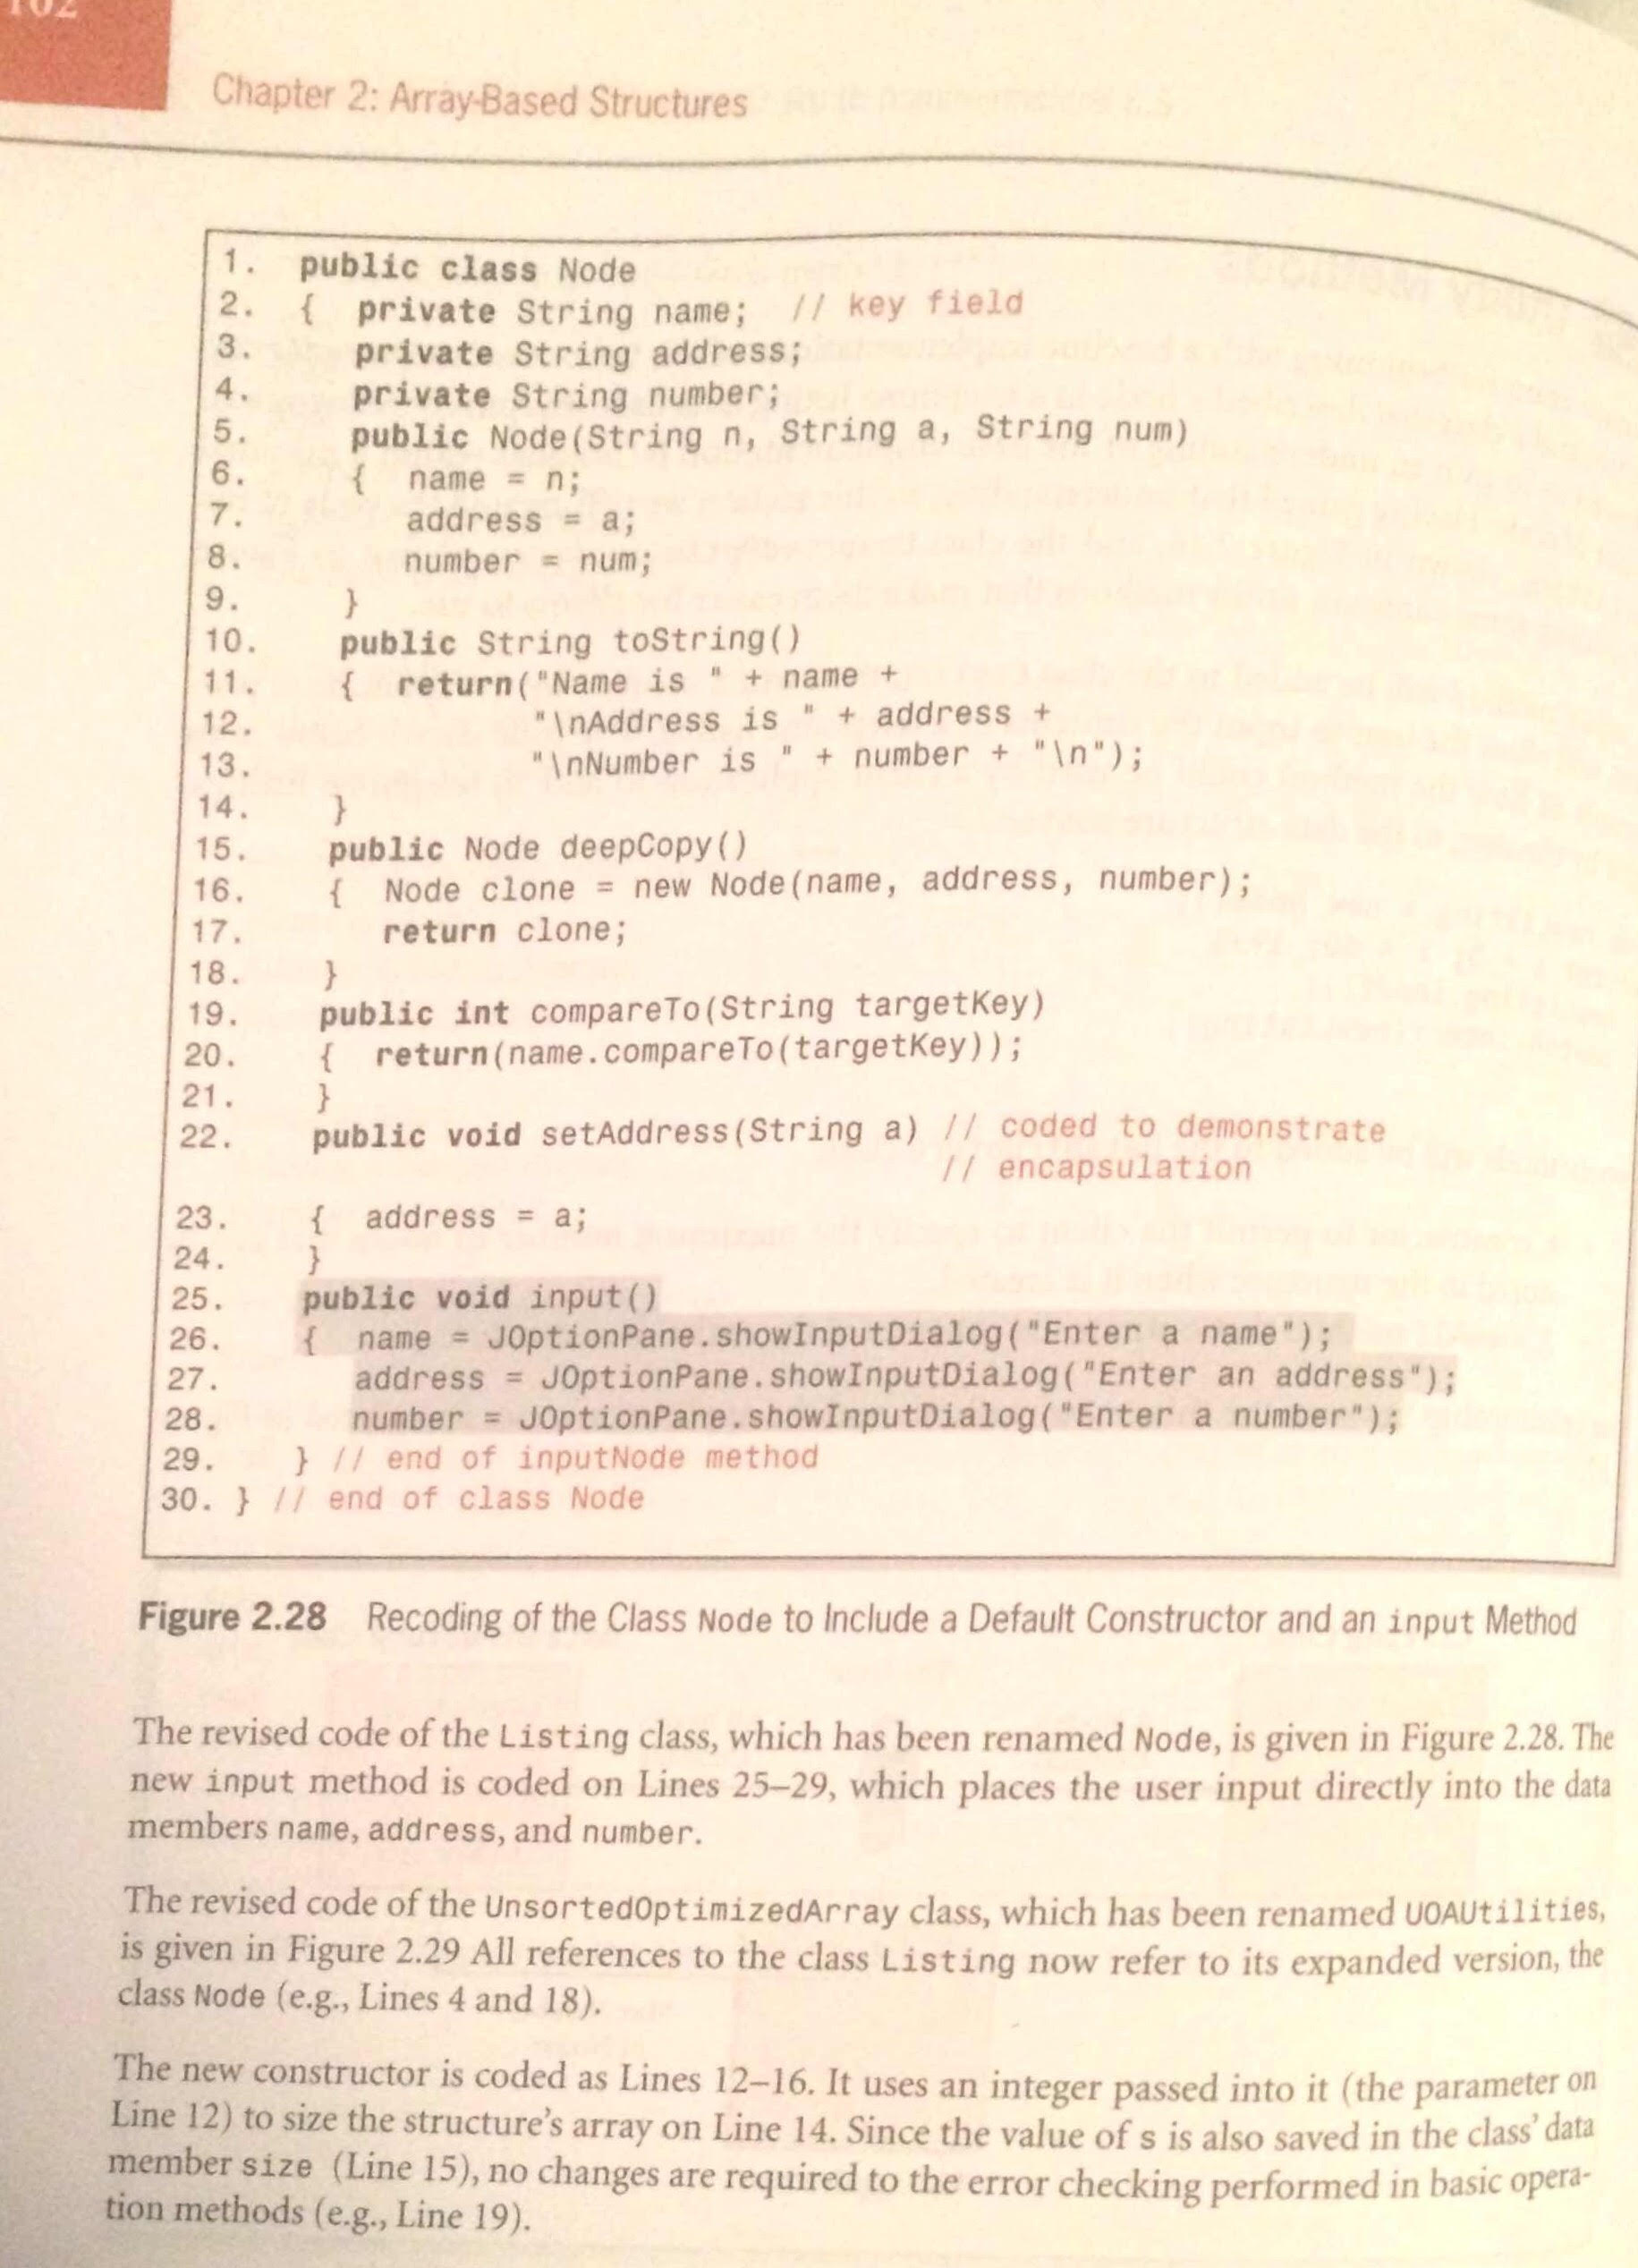 102
Chapter 2: Array-Based Structures
1. public class Node
2. { private String name; // key field
3. private String address;
4. private String number;
5. public Node(String n, String a, String num)
6. { name = n;
7. address = a;
8. number = num;
9. }
10. public String toString()
11. { return("Name is " + name +
12. "\nAddress is " + address +
13. "\nNumber is " + number + "\n");
14. }
15. public Node deepCopy()
16. { Node clone = new Node(name, address, number);
17. return clone;
18. }
19. public int compareTo(String targetKey)
20. { return(name.compareTo(targetKey));
21. }
22. public void setAddress(String a) // coded to demonstrate
// encapsulation
23. { address = a;
24. }
25. public void input()
26. { name = JOptionPane.showInputDialog("Enter a name");
27. address = JOptionPane.showInputDialog("Enter an address");
28. number = JOptionPane.showInputDialog("Enter a number");
29. } // end of inputNode method
30. } // end of class Node
Figure 2.28 Recoding of the Class Node to Include a Default Constructor and an input Method
The revised code of the Listing class, which has been renamed Node, is given in Figure 2.28. The
new input method is coded on Lines 25–29, which places the user input directly into the data
members name, address, and number.
The revised code of the UnsortedOptimizedArray class, which has been renamed UOAUtilities,
is given in Figure 2.29 All references to the class Listing now refer to its expanded version, the
class Node (e.g., Lines 4 and 18).
The new constructor is coded as Lines 12–16. It uses an integer passed into it (the parameter on
Line 12) to size the structure's array on Line 14. Since the value of s is also saved in the class' data
member size (Line 15), no changes are required to the error checking performed in basic opera-
tion methods (e.g., Line 19).